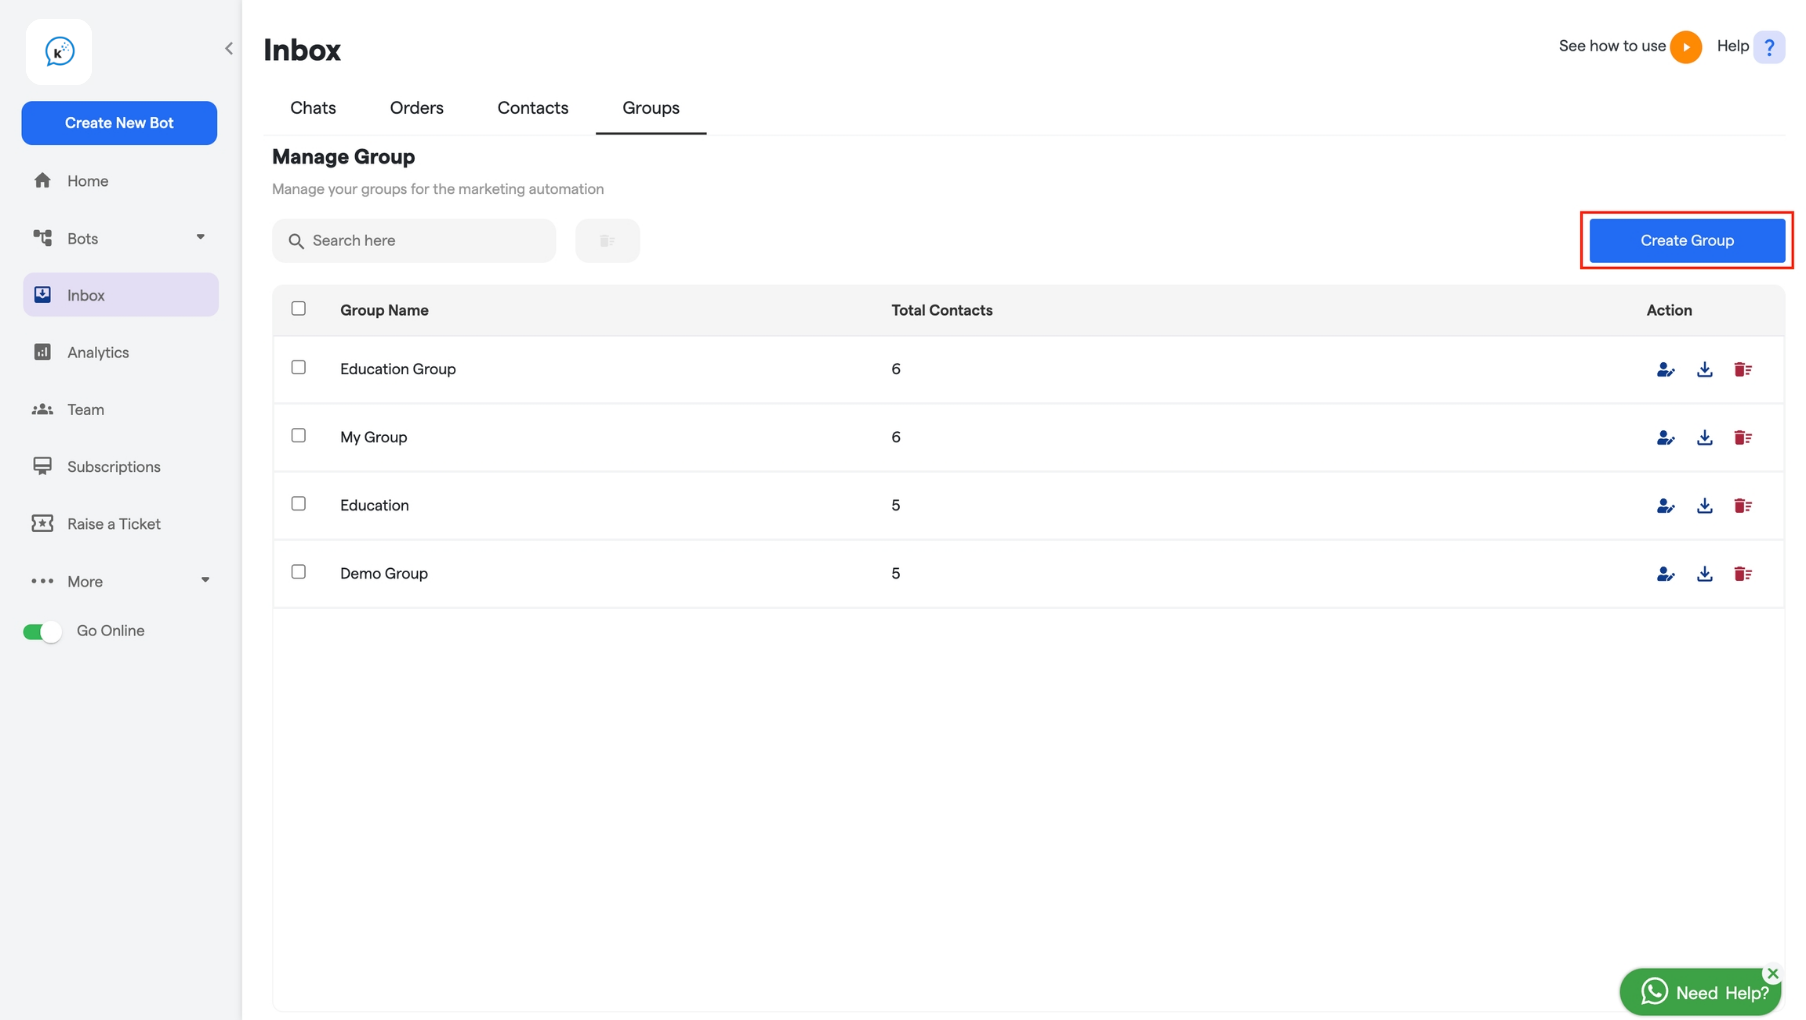 K
Create New Bot
Home
Bots
Inbox
Analytics
Team
Subscriptions
Raise a Ticket
More
Go Online
Inbox
See how to use
Help ?
Chats Orders Contacts Groups
Manage Group
Manage your groups for the marketing automation
Search here
Create Group
Group Name Total Contacts Action
Education Group 6
My Group 6
Education 5
Demo Group 5
Need Help?